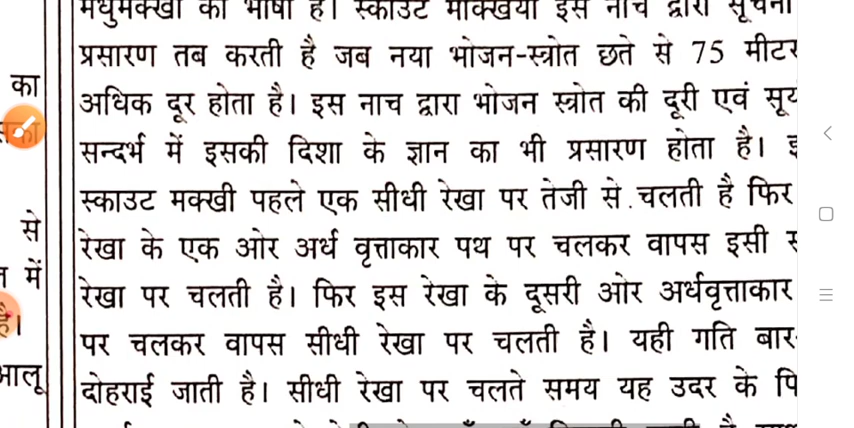 मधुमक्खी की भाषा है। स्काउट मक्खियाँ इस नाच द्वारा सूचना
प्रसारण तब करती है जब नया भोजन-स्त्रोत छते से 75 मीटर
का
अधिक दूर होता है। इस नाच द्वारा भोजन स्त्रोत की दूरी एवं
सन्दर्भ में इसकी दिशा के ज्ञान का भी प्रसारण होता है।
स्काउट मक्खी पहले एक सीधी रेखा पर तेजी से चलती है फिर
से
रेखा के एक ओर अर्ध वृत्ताकार पथ पर चलकर वापस इसी
में
रेखा पर चलती है। फिर इस रेखा के दूसरी ओर अर्धवृत्ताकार
है।
पर चलकर वापस सीधी रेखा पर चलती है। यही गति बार-
आलू
दोहराई जाती है। सीधी रेखा पर चलते समय यह उदर के